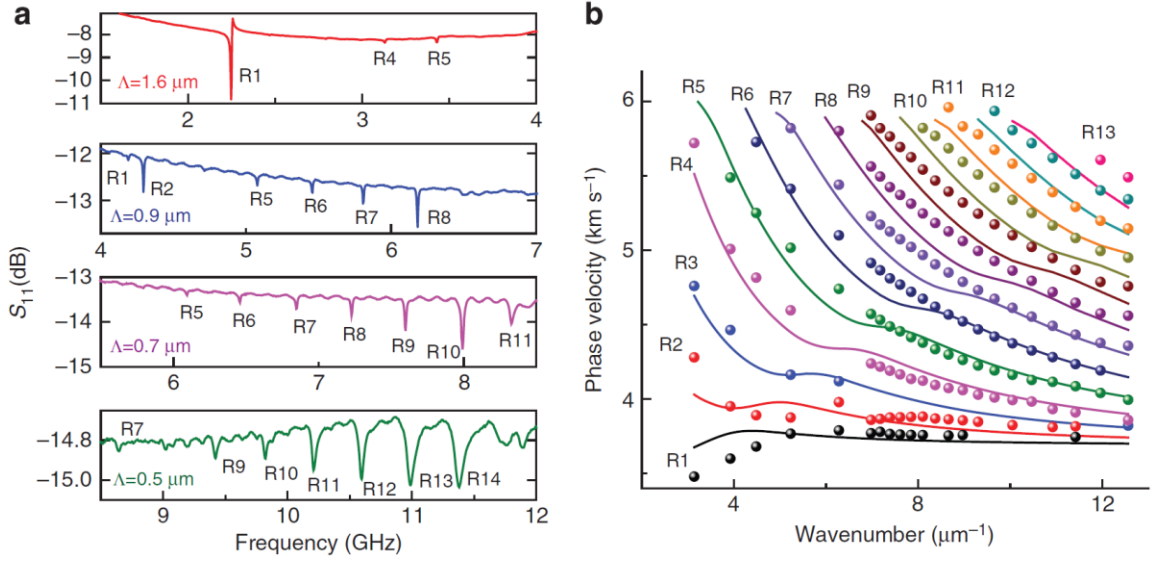 a
−8
−9
−10
−11
R1
R4
R5
Λ=1.6 μm
2
3
4
−12
−13
R1
R2
R5
R6
R7
R8
Λ=0.9 μm
4
5
6
7
−13
−14
−15
R5
R6
R7
R8
R9
R10
R11
Λ=0.7 μm
6
7
8
−14.8
−15.0
R7
R9
R10
R11
R12
R13
R14
Λ=0.5 μm
9
10
11
12
S11(dB)
Frequency (GHz)
b
6
5
4
R5
R6
R7
R8
R9
R10
R11
R12
R13
R4
R3
R2
R1
4
8
12
Phase velocity (km s−1)
Wavenumber (μm−1)